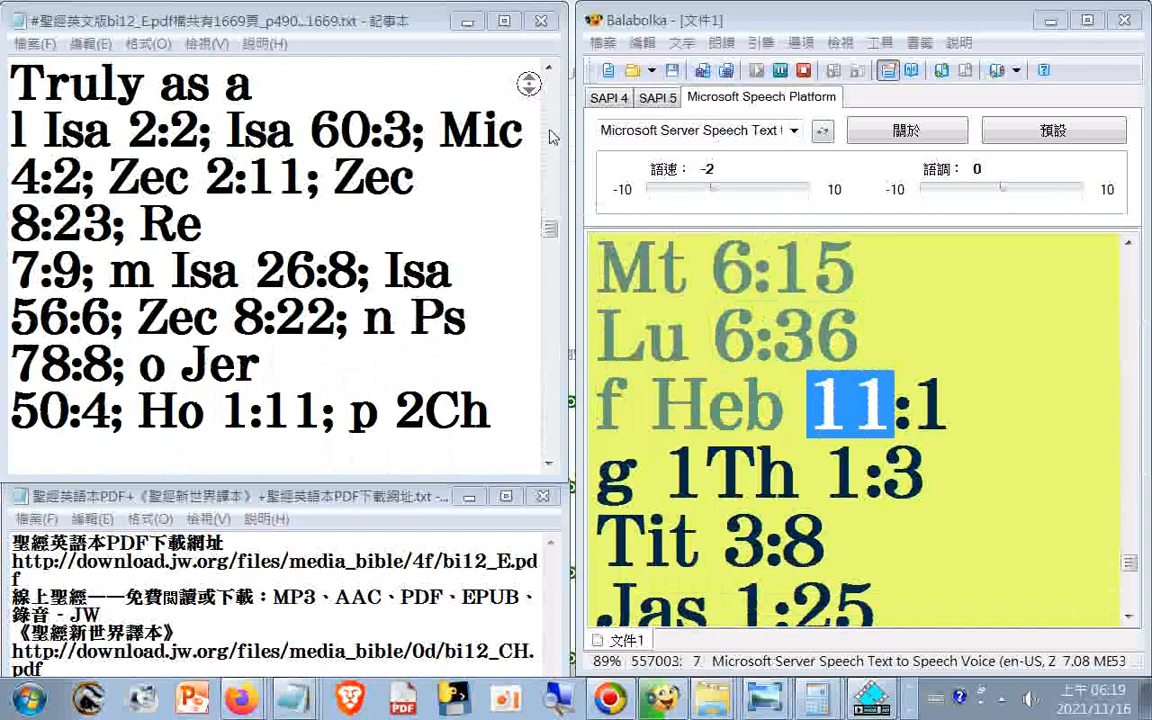 #聖經英文版bi12_E.pdf檔共有1669頁_p490...1669.txt - 記事本
檔案(F) 編輯(E) 格式(O) 檢視(V) 說明(H)
Truly as a
l Isa 2:2; Isa 60:3; Mic
4:2; Zec 2:11; Zec
8:23; Re
7:9; m Isa 26:8; Isa
56:6; Zec 8:22; n Ps
78:8; o Jer
50:4; Ho 1:11; p 2Ch
聖經英語本PDF+《聖經新世界譯本》+聖經英語本PDF下載網址.txt - ...
檔案(F) 編輯(E) 格式(O) 檢視(V) 說明(H)
聖經英語本PDF下載網址
http://download.jw.org/files/media_bible/4f/bi12_E.pd
f
線上聖經——免費閱讀或下載：MP3、AAC、PDF、EPUB、
錄音 - JW
《聖經新世界譯本》
http://download.jw.org/files/media_bible/0d/bi12_CH.
pdf
Balabolka - [文件1]
檔案 編輯 文字 朗讀 引擎 選項 檢視 工具 書籤 說明
SAPI 4 SAPI 5 Microsoft Speech Platform
Microsoft Server Speech Text 關於 預設
語速： -2 語調： 0
-10 10 -10 10
Mt 6:15
Lu 6:36
f Heb 11:1
g 1Th 1:3
Tit 3:8
Jas 1:25
文件1
89% 557003: 7 Microsoft Server Speech Text to Speech Voice (en-US, Z 7.08 ME53
上午 06:19
2021/11/16